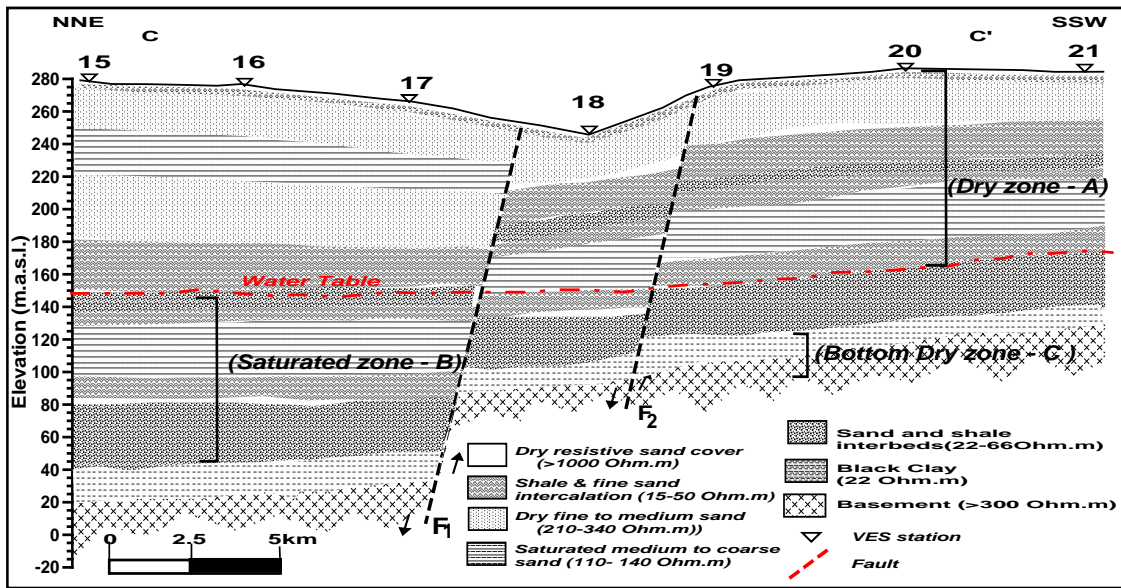 NNE
SSW
C
C'
15
16
17
18
19
20
21
Elevation (m.a.s.l.)
280
260
240
220
200
180
160
140
120
100
80
60
40
20
0
-20
(Dry zone - A)
Water Table
(Saturated zone - B)
(Bottom Dry zone - C )
F1
F2
0 2.5 5km
Dry resistive sand cover
(>1000 Ohm.m)
Shale & fine sand
intercalation (15-50 Ohm.m)
Dry fine to medium sand
(210-340 Ohm.m))
Saturated medium to coarse
sand (110- 140 Ohm.m)
Sand and shale
interbeds(22-66Ohm.m)
Black Clay
(22 Ohm.m)
Basement (>300 Ohm.m)
VES station
Fault